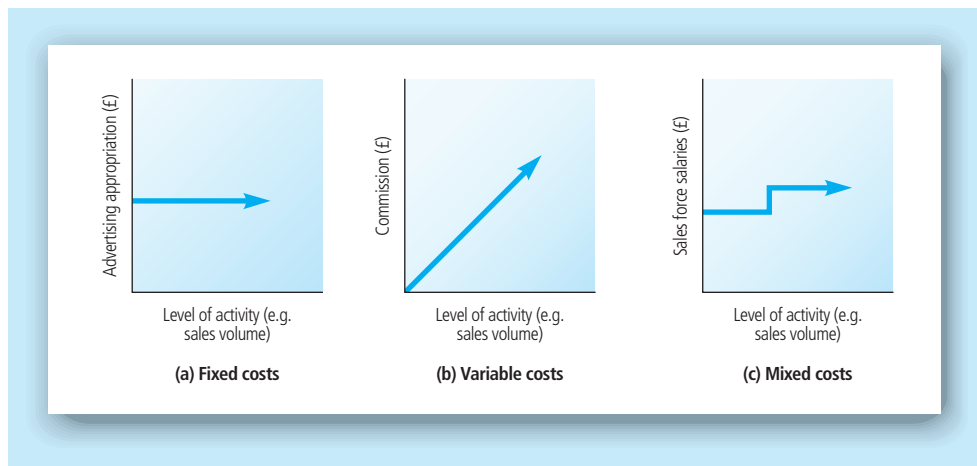 Advertising appropriation (£)
Level of activity (e.g.
sales volume)
(a) Fixed costs
Commission (£)
Level of activity (e.g.
sales volume)
(b) Variable costs
Sales force salaries (£)
Level of activity (e.g.
sales volume)
(c) Mixed costs